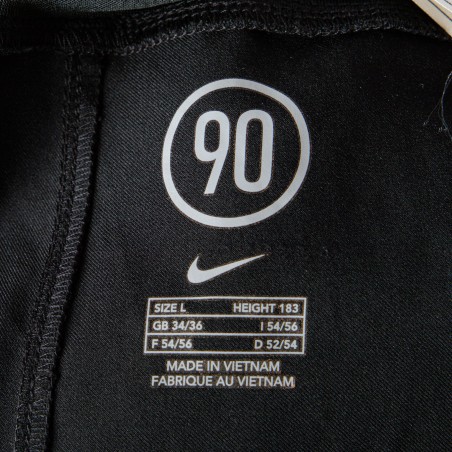 90
SIZE L HEIGHT 183
GB 34/36 I 54/56
F 54/56 D 52/54
MADE IN VIETNAM
FABRIQUE AU VIETNAM